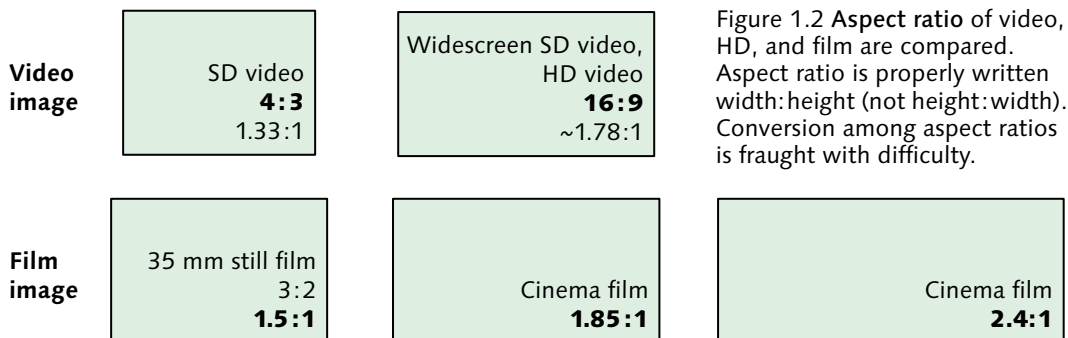 Video
image
SD video
4:3
1.33:1
Widescreen SD video,
HD video
16:9
~1.78:1
Figure 1.2 Aspect ratio of video,
HD, and film are compared.
Aspect ratio is properly written
width:height (not height:width).
Conversion among aspect ratios
is fraught with difficulty.
Film
image
35 mm still film
3:2
1.5:1
Cinema film
1.85:1
Cinema film
2.4:1